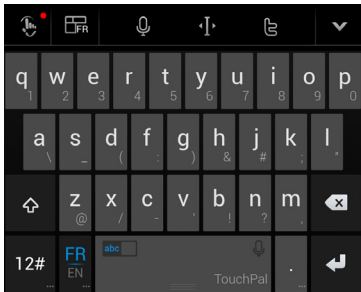 FR
q w e r t y u i o p
1 2 3 4 5 6 7 8 9 0
a s d f g h j k l
\ _ ( : ) & # ; "
z x c v b n m
@ / - ' ! ? ,
12# FR abc .
EN TouchPal ...